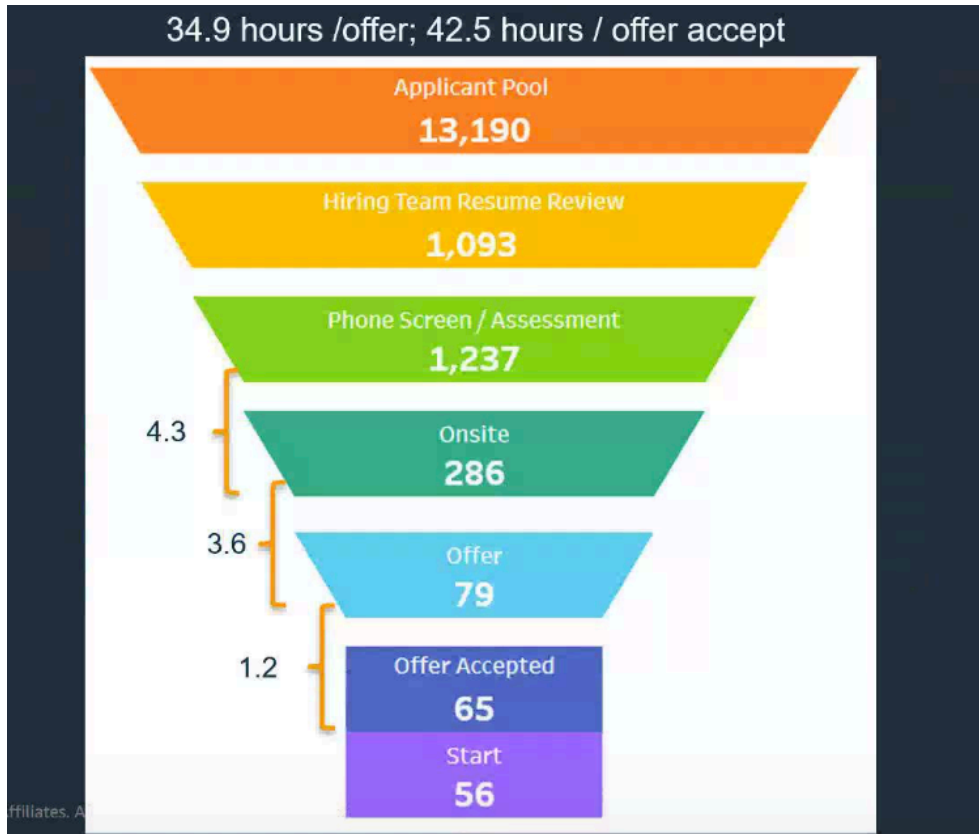 34.9 hours /offer; 42.5 hours / offer accept
Applicant Pool
13,190
Hiring Team Resume Review
1,093
Phone Screen / Assessment
1,237
4.3
Onsite
286
3.6
Offer
79
1.2
Offer Accepted
65
Start
56
ffiliates. A